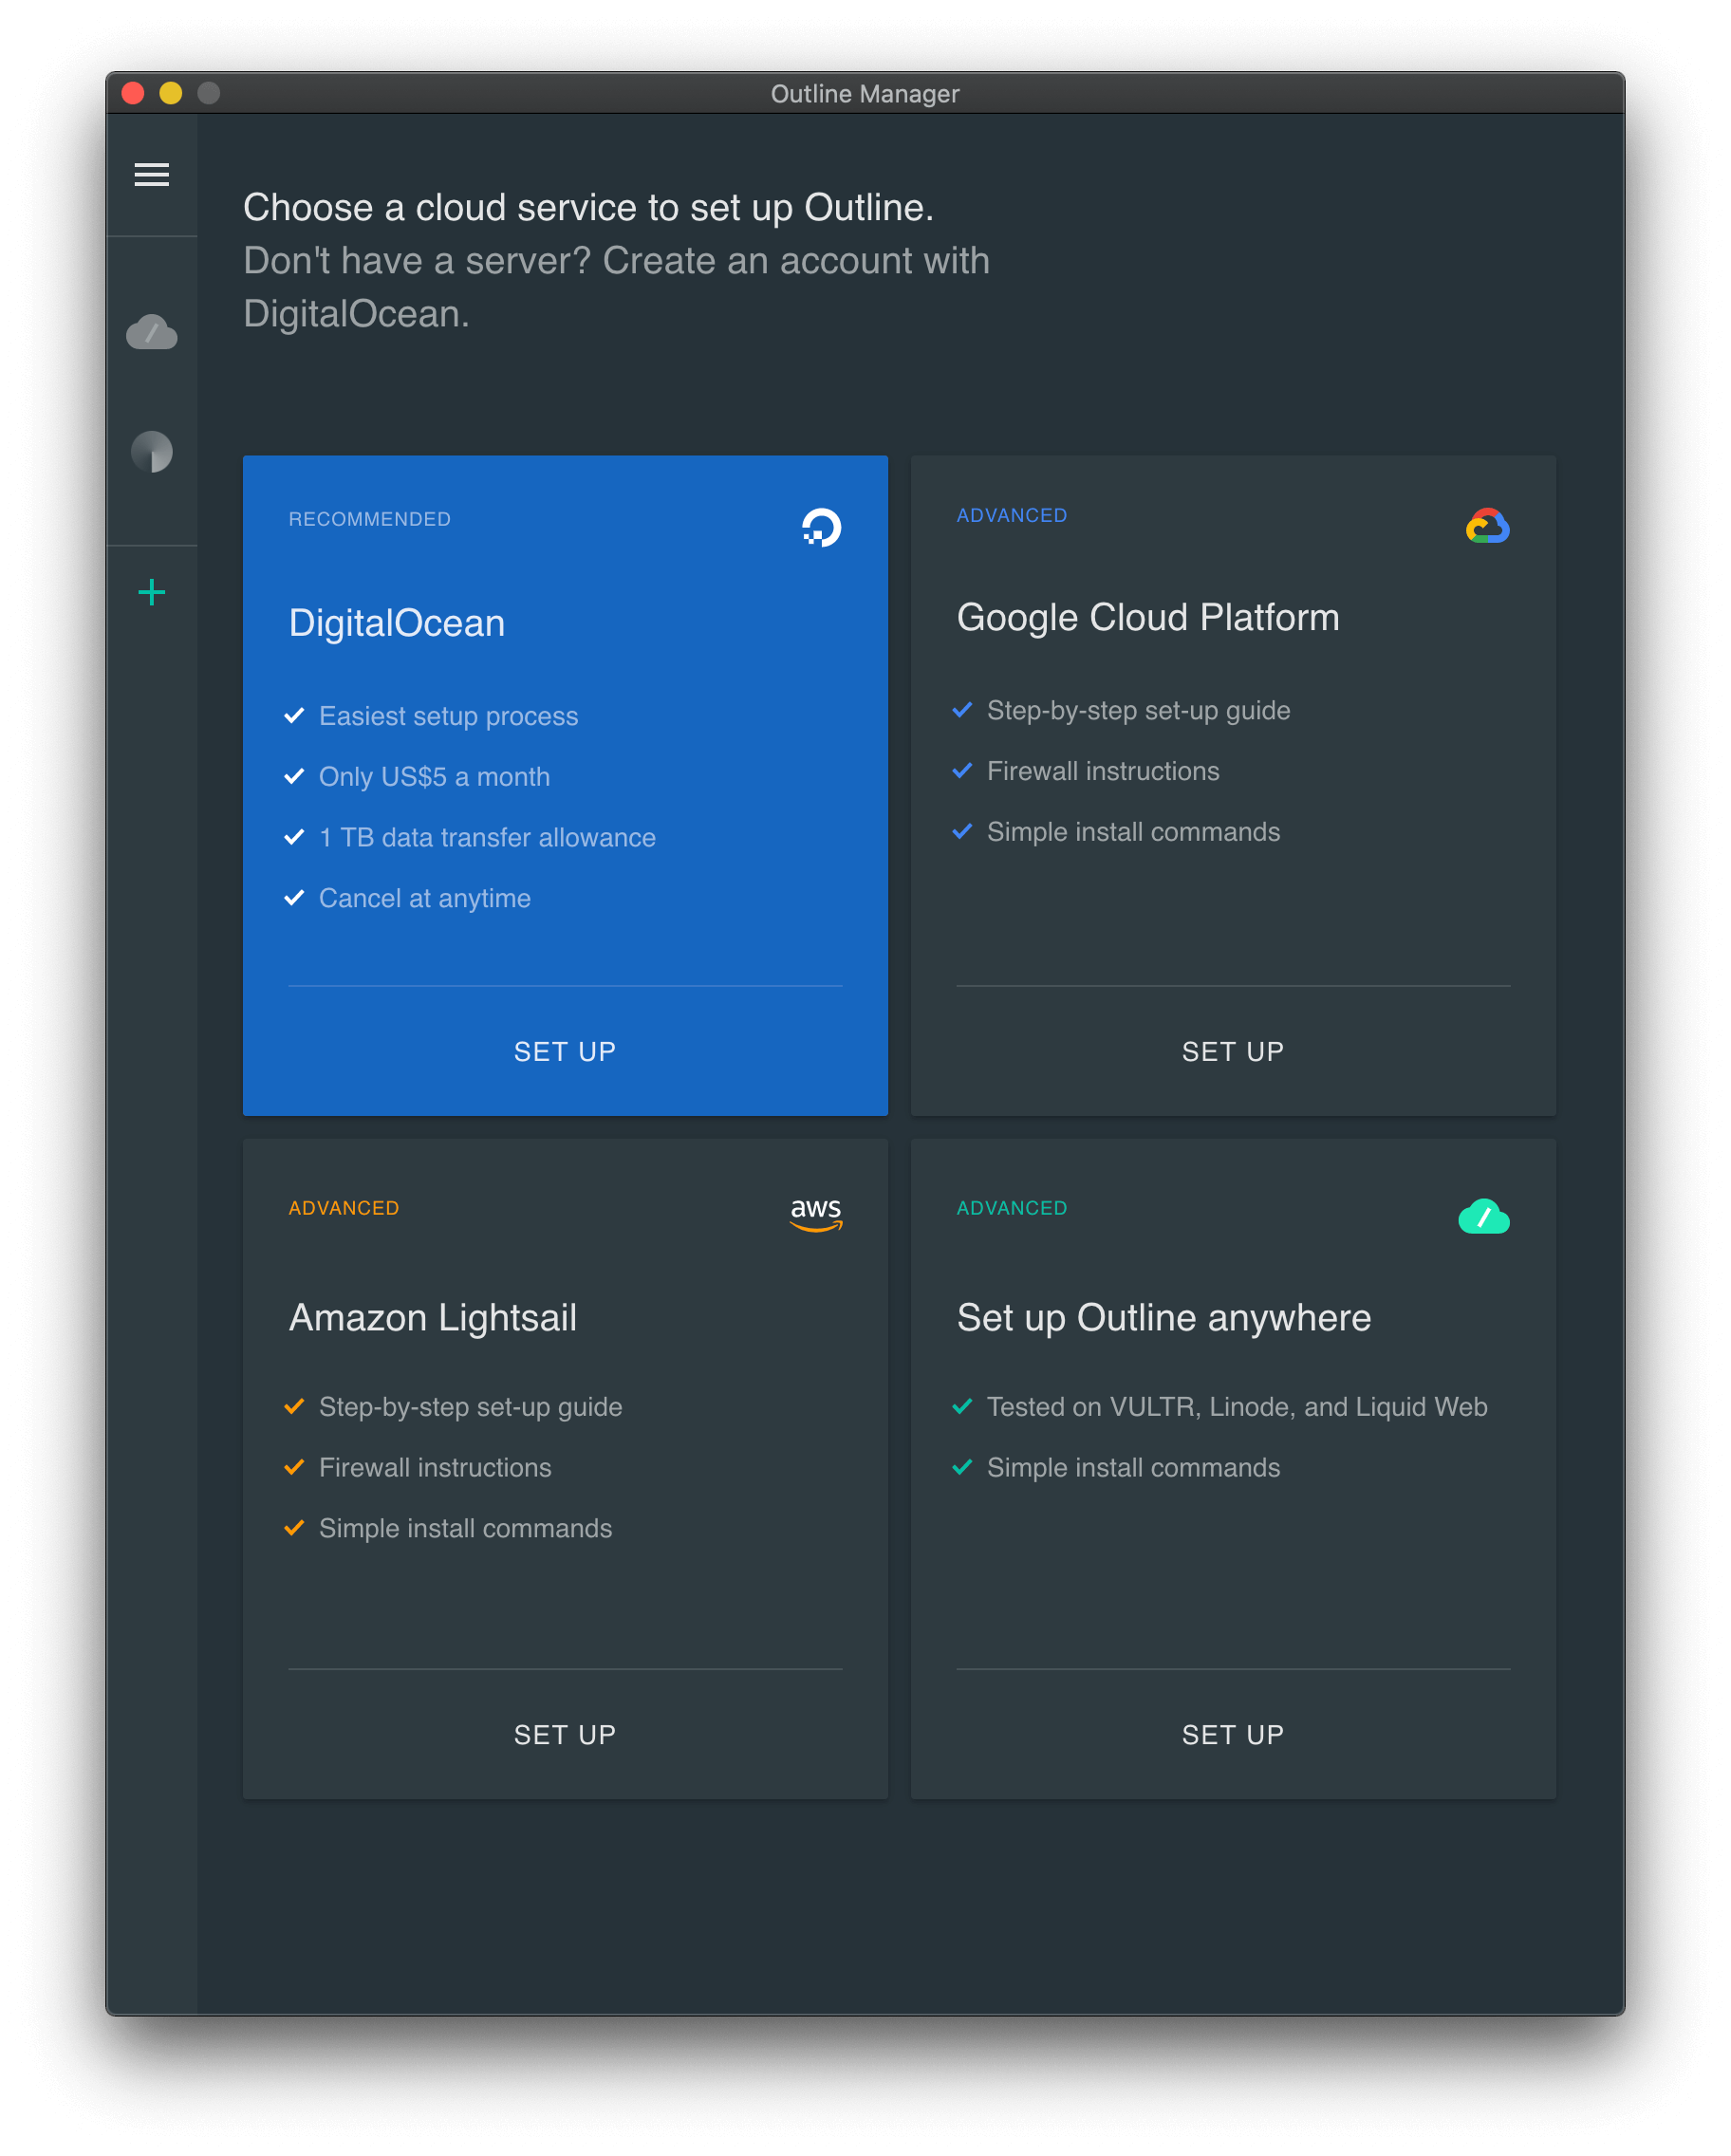 Outline Manager
Choose a cloud service to set up Outline.
Don't have a server? Create an account with
DigitalOcean.
RECOMMENDED
DigitalOcean
Easiest setup process
Only US$5 a month
1 TB data transfer allowance
Cancel at anytime
SET UP
ADVANCED
Google Cloud Platform
Step-by-step set-up guide
Firewall instructions
Simple install commands
SET UP
ADVANCED
aws
Amazon Lightsail
Step-by-step set-up guide
Firewall instructions
Simple install commands
SET UP
ADVANCED
Set up Outline anywhere
Tested on VULTR, Linode, and Liquid Web
Simple install commands
SET UP